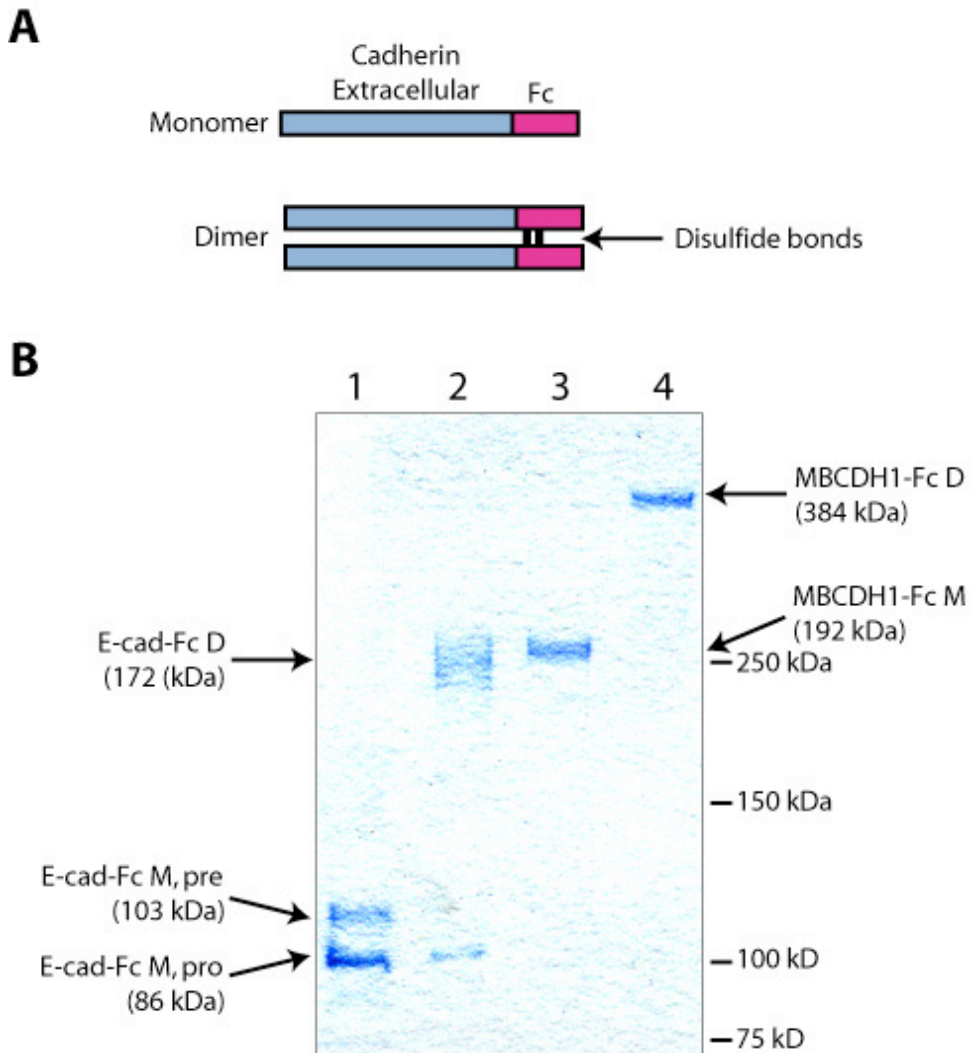 A
Cadherin
Extracellular
Fc
Monomer
Dimer
Disulfide bonds
B
1 2 3 4
MBCDH1-Fc D
(384 kDa)
MBCDH1-Fc M
(192 kDa)
E-cad-Fc D
(172 (kDa)
250 kDa
150 kDa
E-cad-Fc M, pre
(103 kDa)
E-cad-Fc M, pro
(86 kDa)
100 kD
75 kD